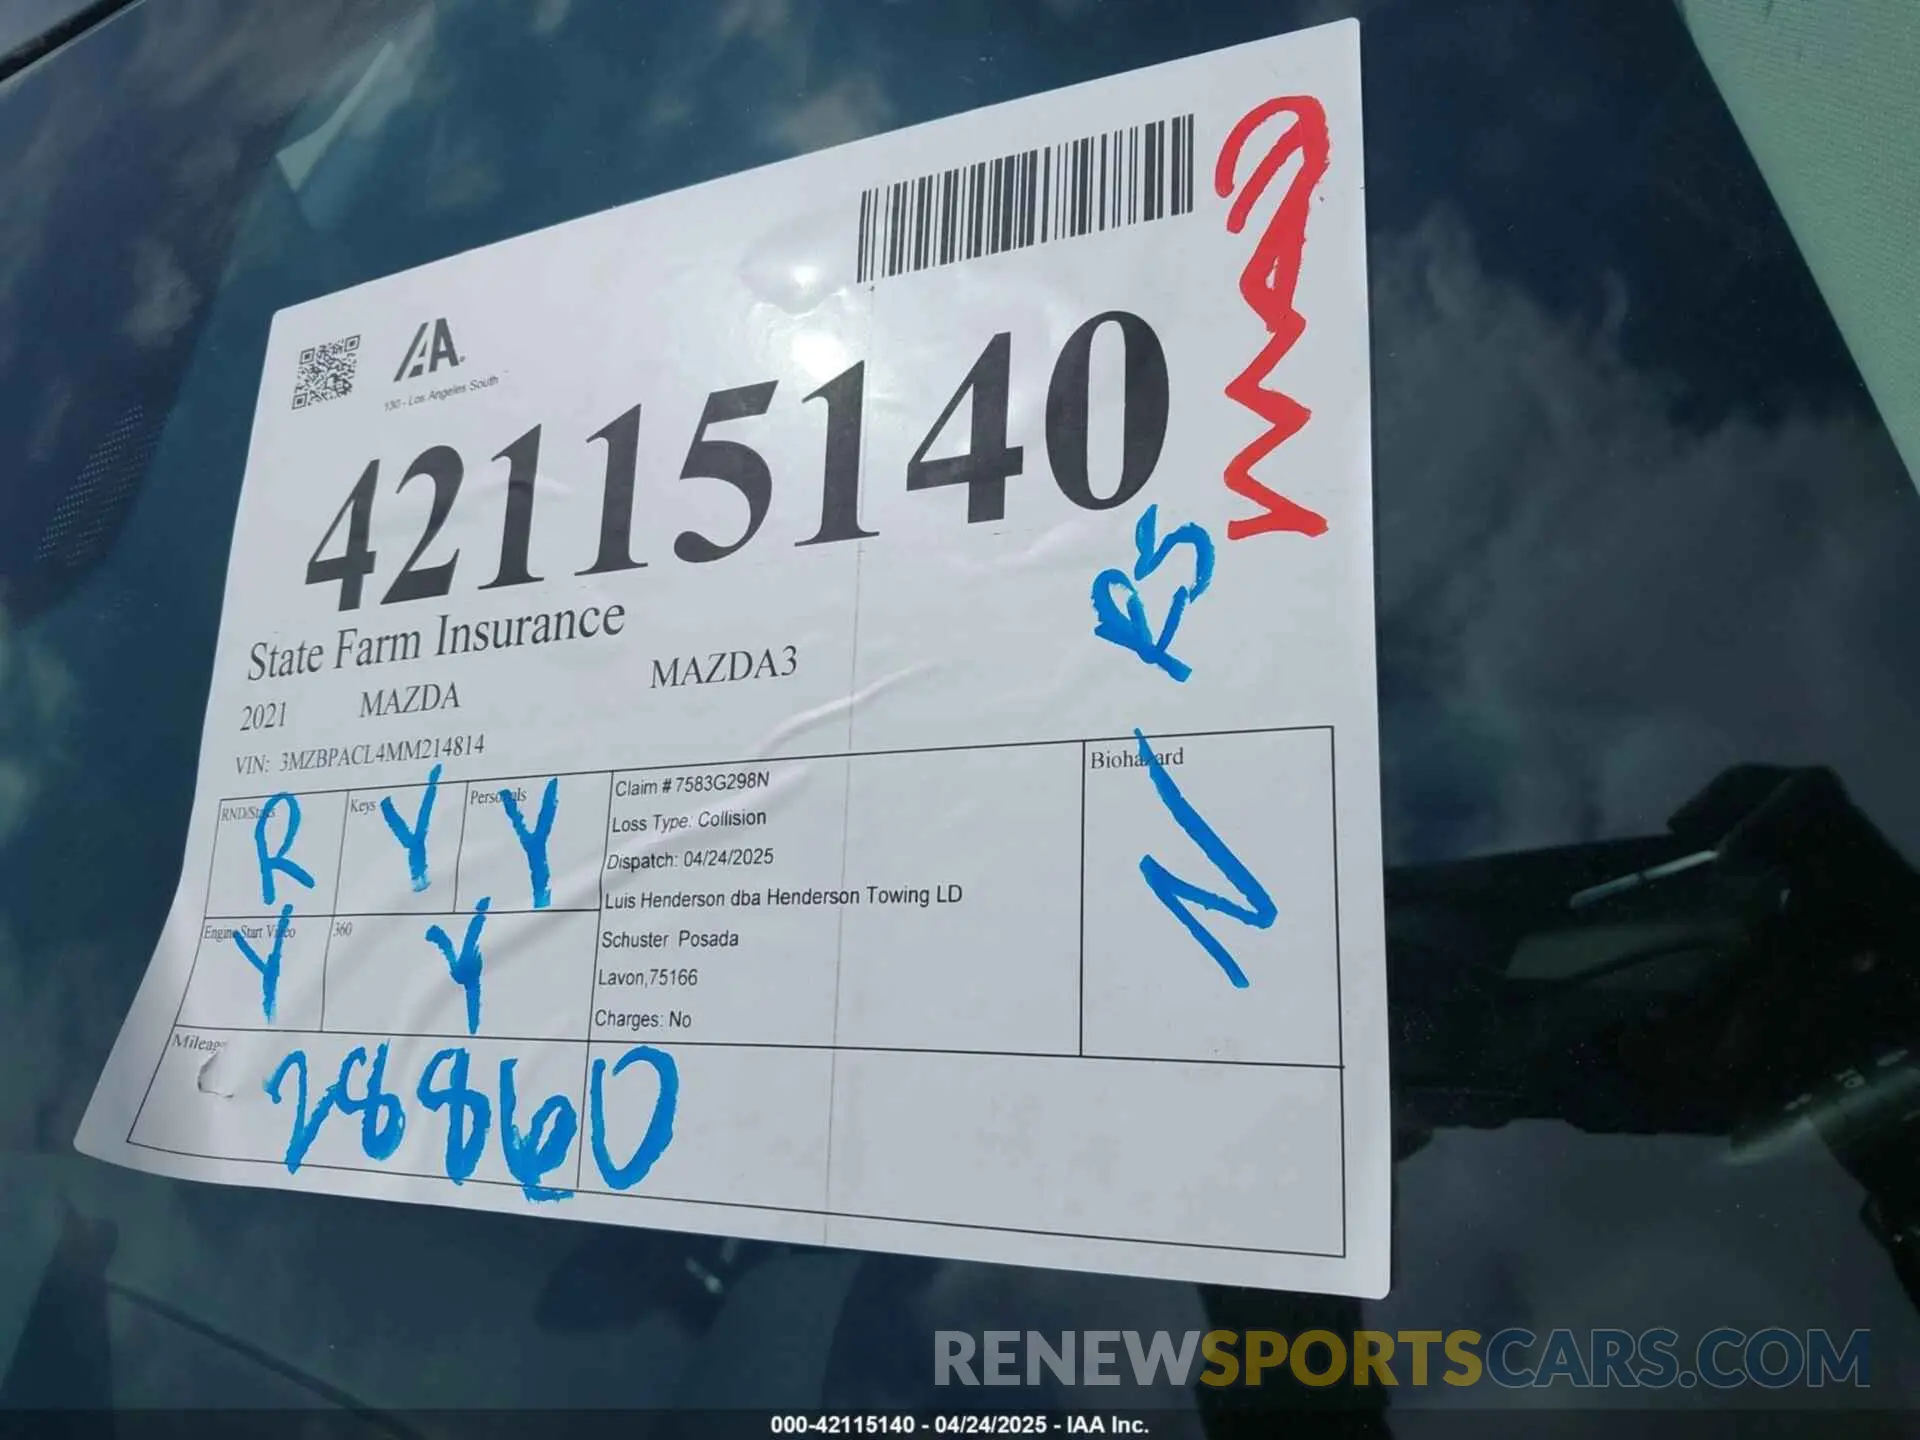 IAA
130 - Los Angeles South
42115140
RS
State Farm Insurance
2021 MAZDA MAZDA3
VIN: 3MZBPACL4MM214814
RND/Stats R
Keys Y
Personals Y
Claim # 7583G298N
Biohazard N
Loss Type: Collision
Dispatch: 04/24/2025
Luis Henderson dba Henderson Towing LD
Engine Start Video Y
360 Y
Schuster Posada
Lavon,75166
Charges: No
Mileage 28860
RENEWSPORTSCARS.COM
000-42115140 - 04/24/2025 - IAA Inc.